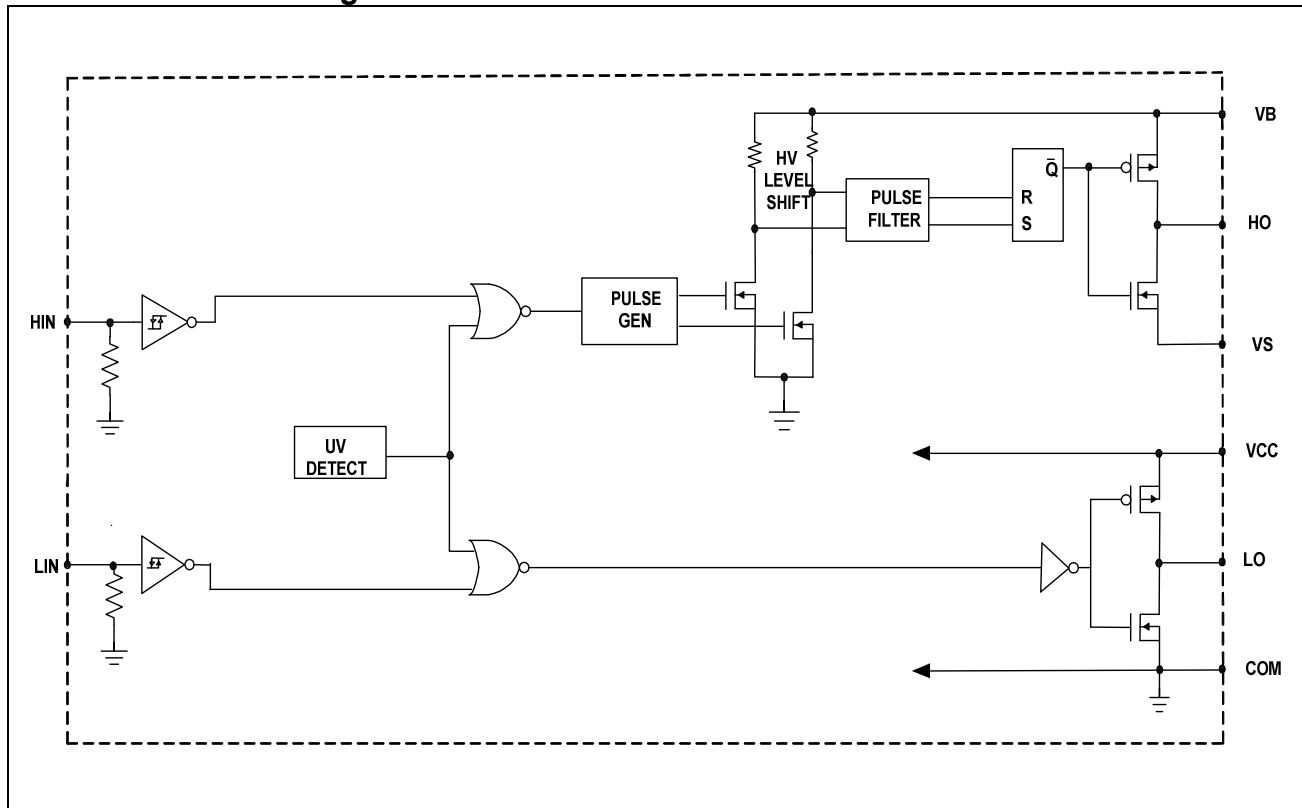 g
VB
HV
LEVEL
SHIFT
PULSE
FILTER
Q̅
R
S
HO
HIN
PULSE
GEN
VS
UV
DETECT
VCC
LIN
LO
COM